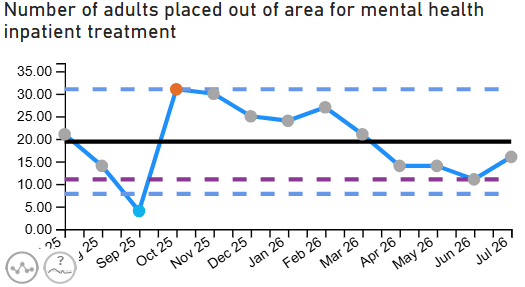 Number of adults placed out of area for mental health
inpatient treatment
35.00
30.00
25.00
20.00
15.00
10.00
5.00
0.00
25
25
Sep 25
Oct 25
Nov 25
Dec 25
Jan 26
Feb 26
Mar 26
Apr 26
May 26
Jun 26
Jul 26
?